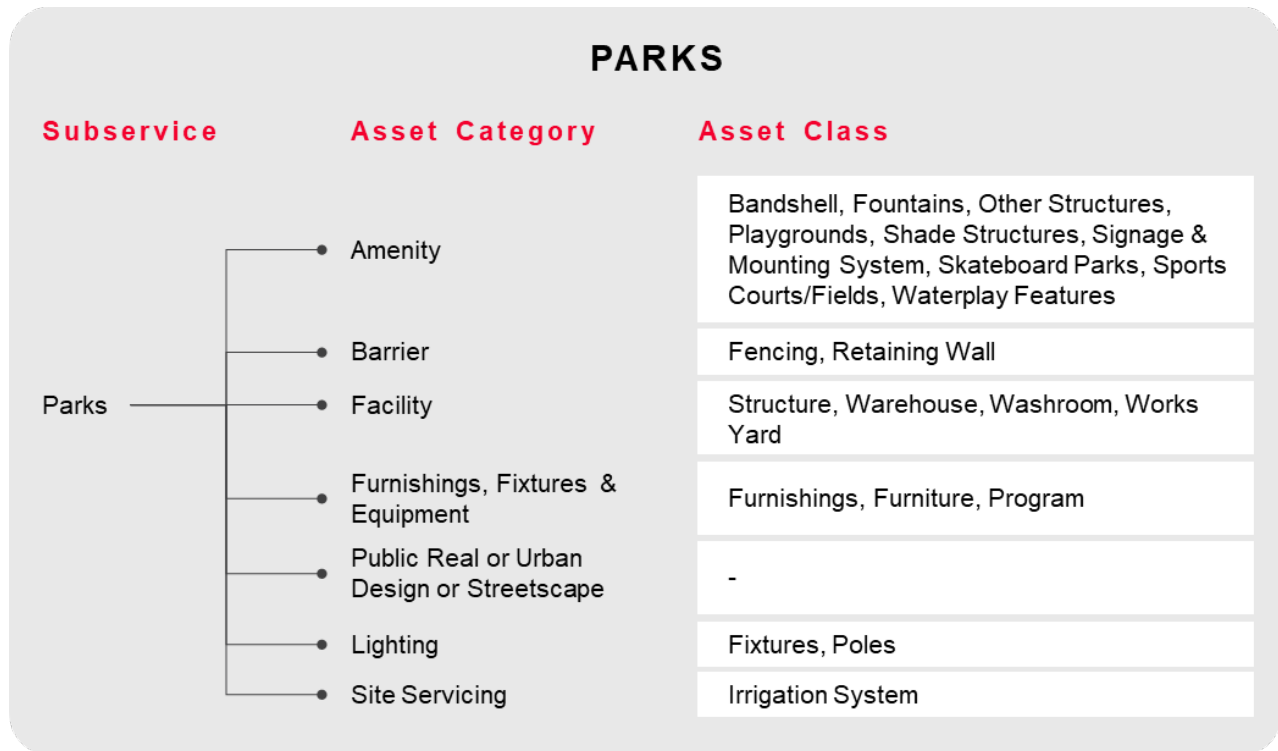 PARKS
Subservice
Asset Category
Asset Class
Parks
Amenity
Bandshell, Fountains, Other Structures,
Playgrounds, Shade Structures, Signage &
Mounting System, Skateboard Parks, Sports
Courts/Fields, Waterplay Features
Barrier
Fencing, Retaining Wall
Facility
Structure, Warehouse, Washroom, Works
Yard
Furnishings, Fixtures &
Equipment
Furnishings, Furniture, Program
Public Real or Urban
Design or Streetscape
-
Lighting
Fixtures, Poles
Site Servicing
Irrigation System